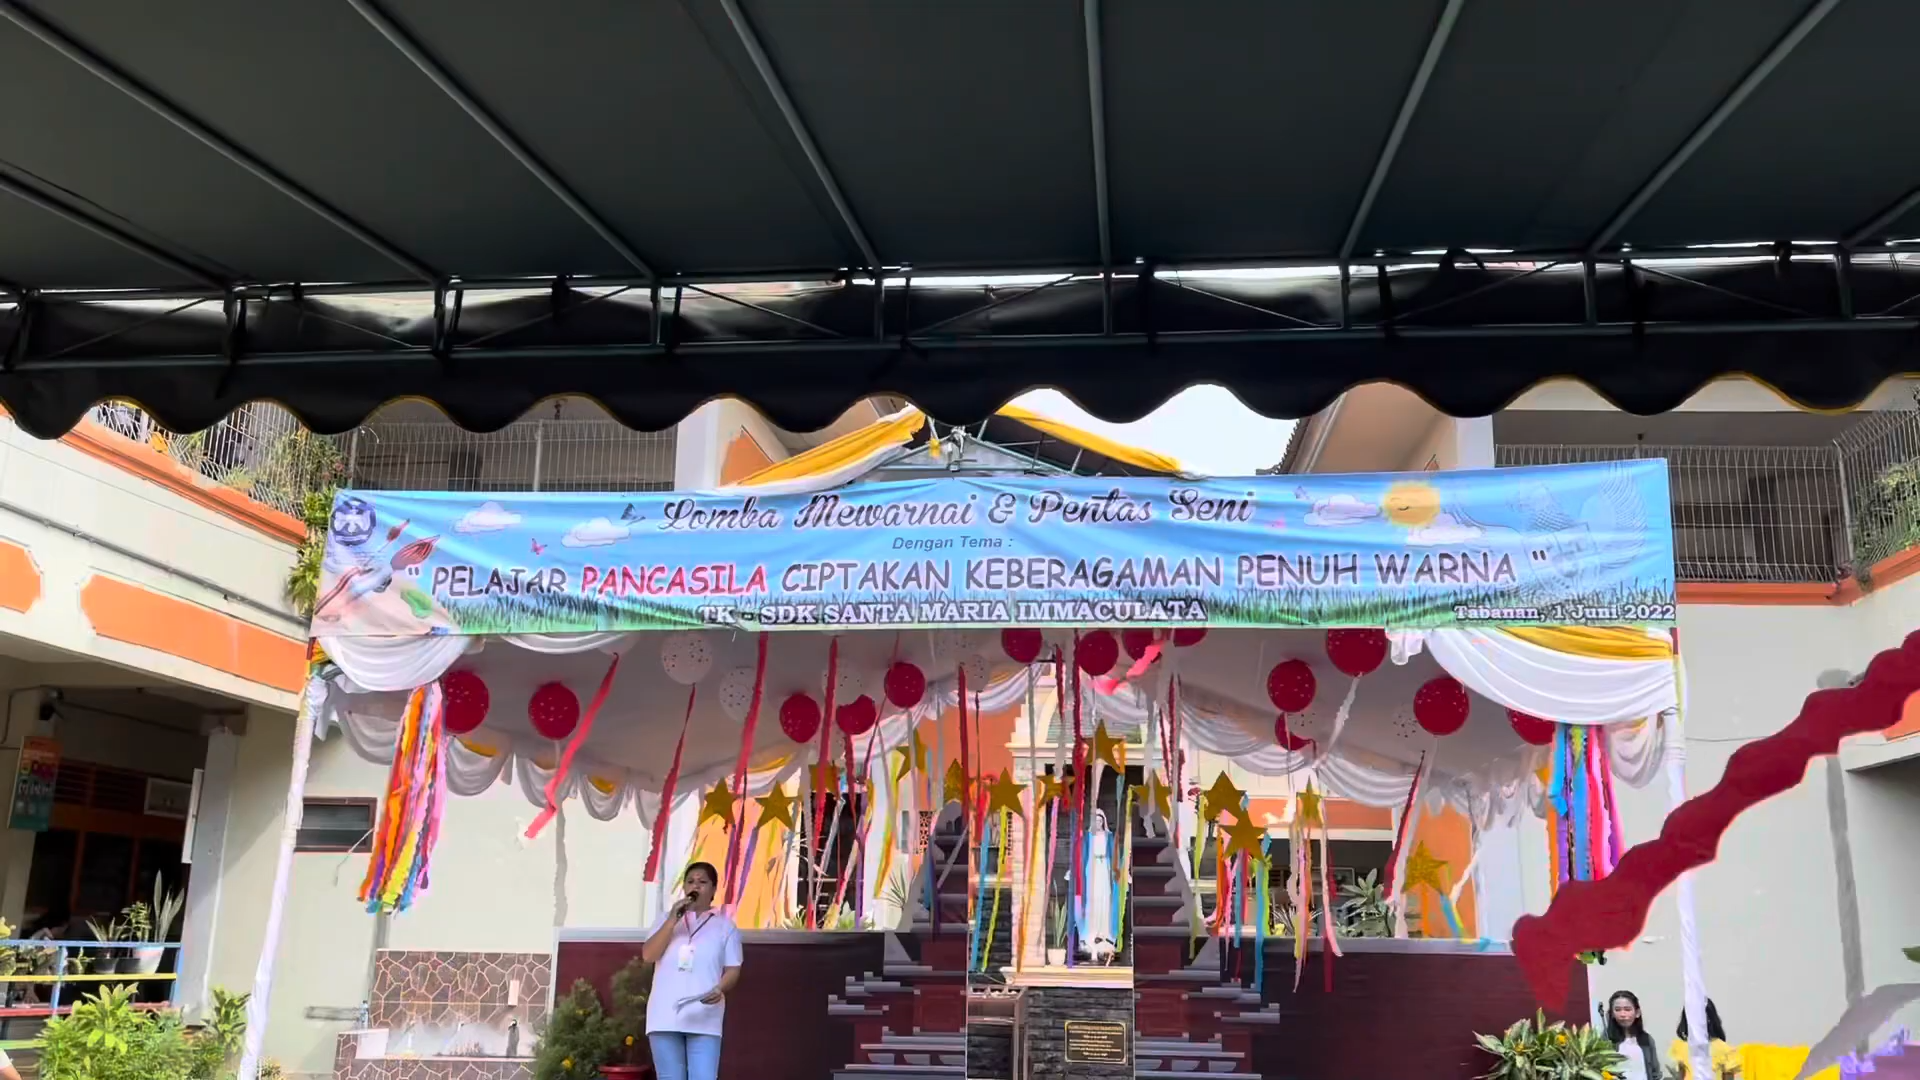 Lomba Mewarnai & Pentas Seni
Dengan Tema :
" PELAJAR PANCASILA CIPTAKAN KEBERAGAMAN PENUH WARNA "
TK - SDK SANTA MARIA IMMACULATA
Tabanan, 1 Juni 2022